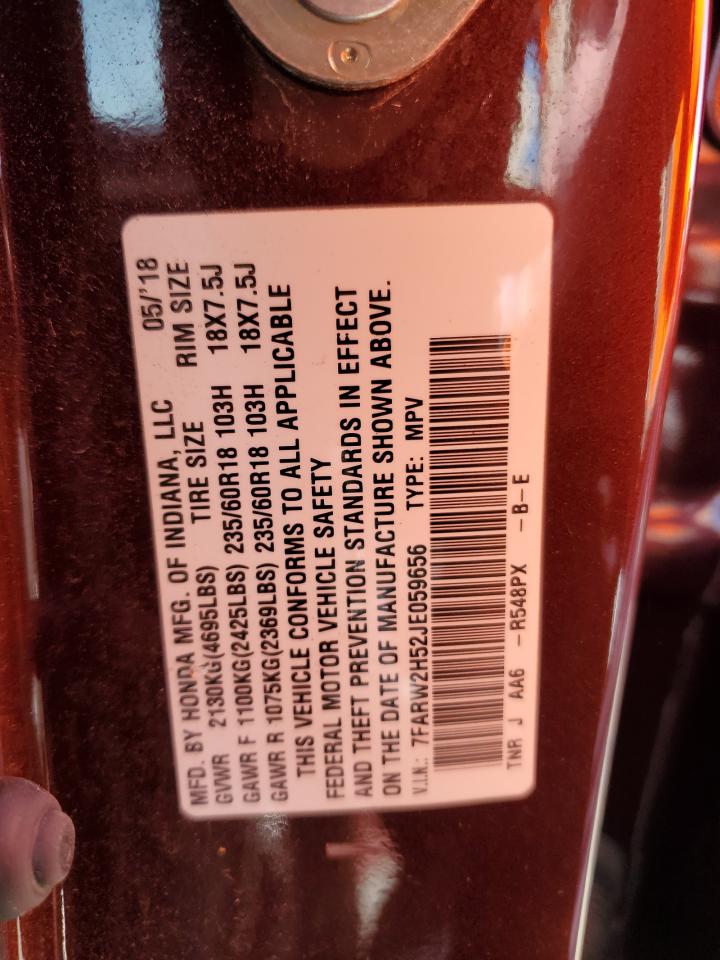 MFD. BY HONDA MFG. OF INDIANA, LLC 05/'18
GVWR 2130KG(4695LBS) TIRE SIZE RIM SIZE
GAWR F 1100KG(2425LBS) 235/60R18 103H 18X7.5J
GAWR R 1075KG(2369LBS) 235/60R18 103H 18X7.5J
THIS VEHICLE CONFORMS TO ALL APPLICABLE
FEDERAL MOTOR VEHICLE SAFETY
AND THEFT PREVENTION STANDARDS IN EFFECT
ON THE DATE OF MANUFACTURE SHOWN ABOVE.
V.I.N.: 7FARW2H52JE059656 TYPE: MPV
TNR J AA6 -R548PX -B-E